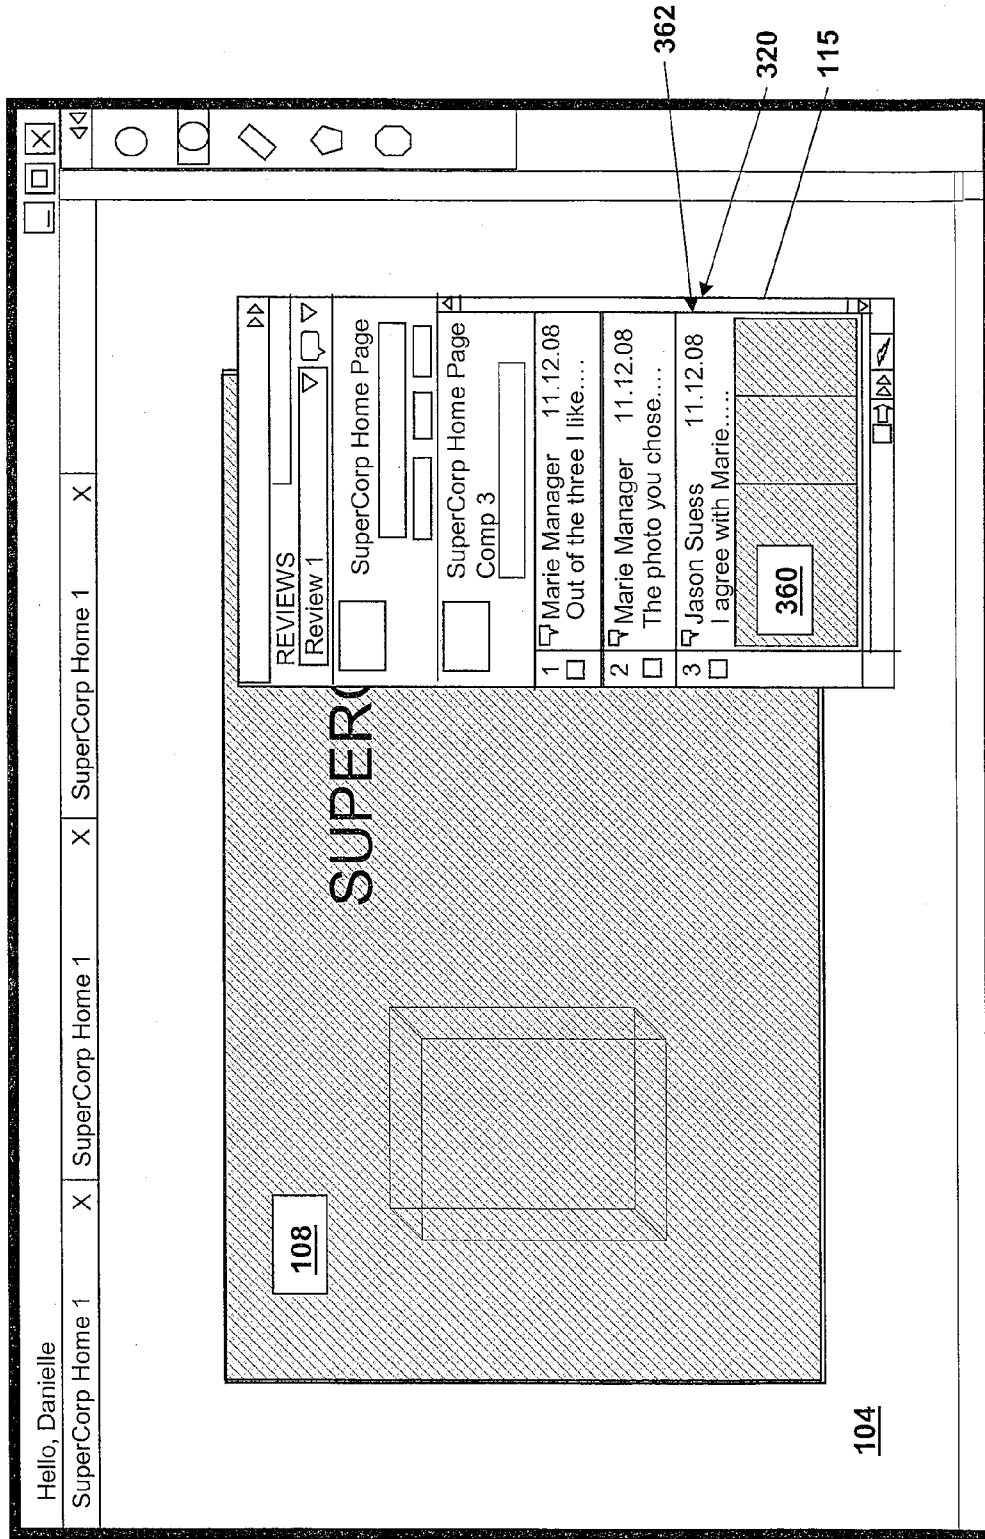 Hello, Danielle
SuperCorp Home 1 X SuperCorp Home 1 X SuperCorp Home 1 X
108
SUPERC
REVIEWS
Review 1
SuperCorp Home Page
SuperCorp Home Page
Comp 3
1 Marie Manager 11.12.08
Out of the three I like....
2 Marie Manager 11.12.08
The photo you chose.....
3 Jason Suess 11.12.08
I agree with Marie.....
360
104
362
320
115